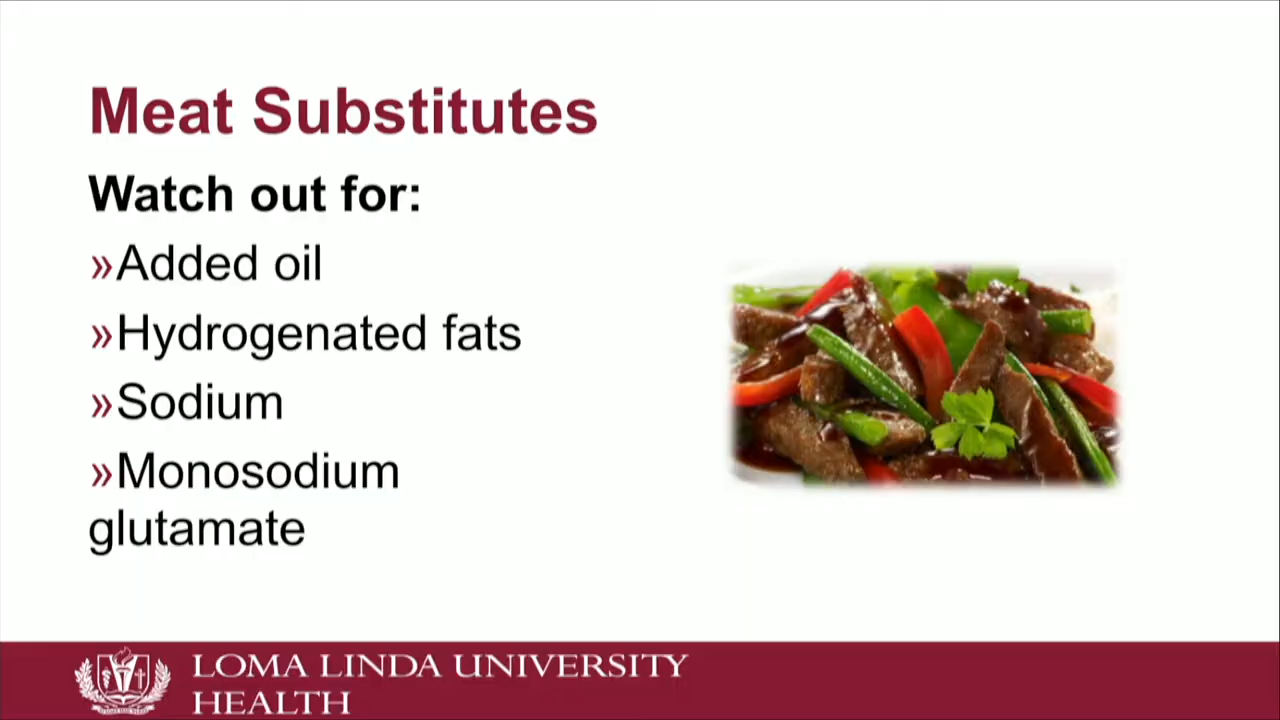 Meat Substitutes
Watch out for:
»Added oil
»Hydrogenated fats
»Sodium
»Monosodium
glutamate
LOMA LINDA UNIVERSITY
HEALTH